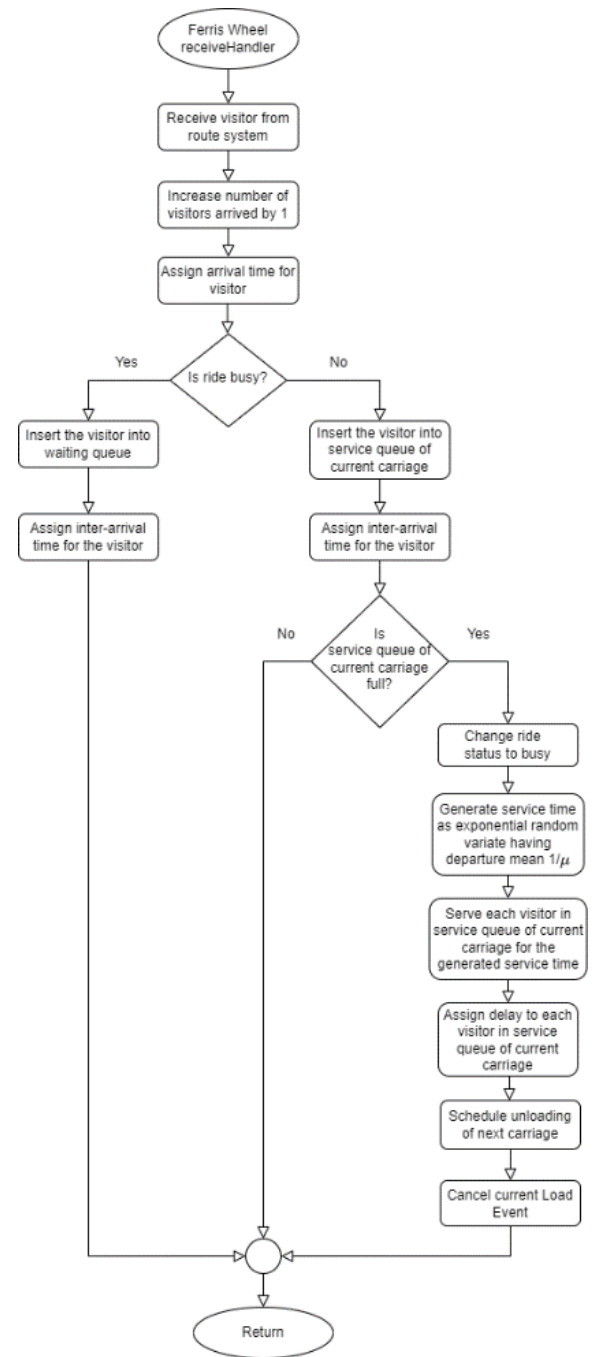 Ferris Wheel
receiveHandler
Receive visitor from
route system
Increase number of
visitors arrived by 1
Assign arrival time for
visitor
Yes
Is ride busy?
No
Insert the visitor into
waiting queue
Assign inter-arrival
time for the visitor
Insert the visitor into
service queue of
current carriage
Assign inter-arrival
time for the visitor
No
Is
service queue of
current carriage
full?
Yes
Change ride
status to busy
Generate service time
as exponential random
variate having
departure mean 1/μ
Serve each visitor in
service queue of current
carriage for the
generated service time
Assign delay to each
visitor in service
queue of current
carriage
Schedule unloading
of next carriage
Cancel current Load
Event
Return